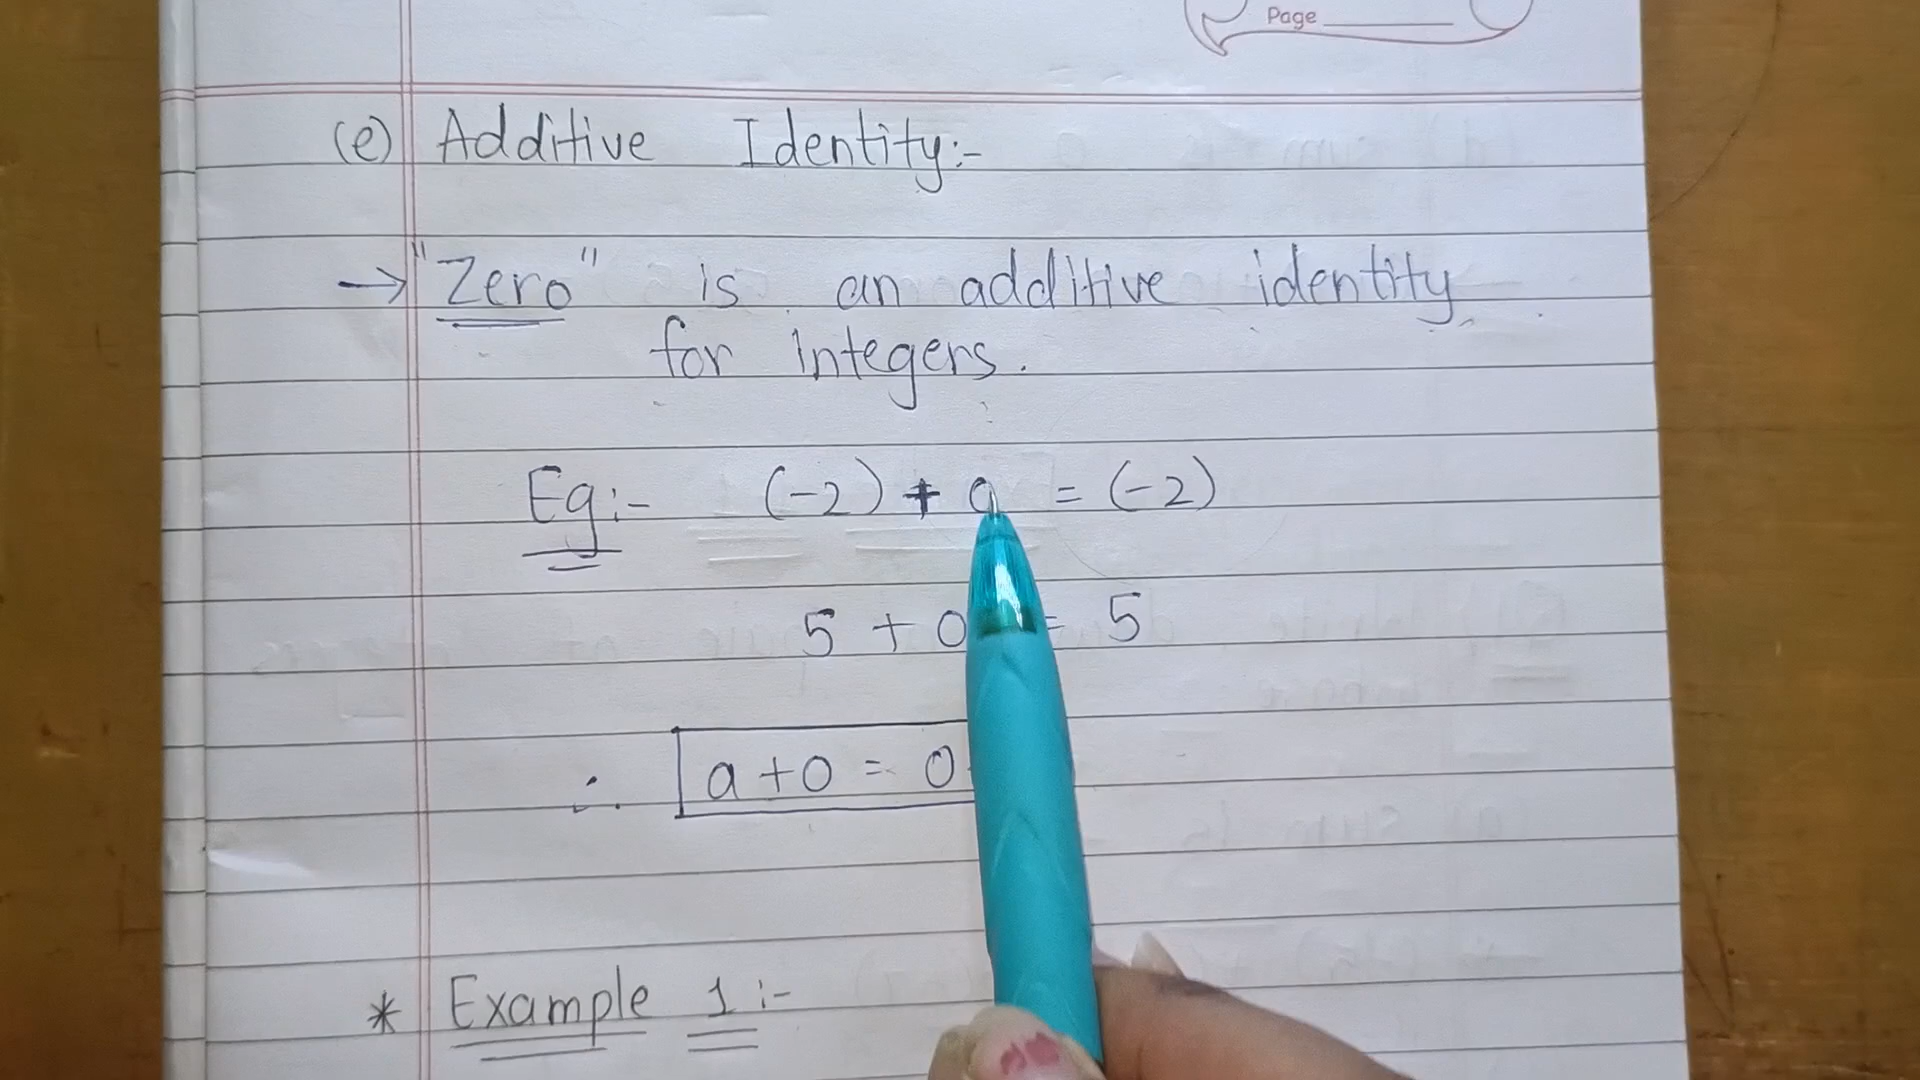 Page
(e) Additive Identity:-
→ "Zero" is an additive identity
for integers.
Eg:- (-2) + 0 = (-2)
5 + 0 = 5
∴ a + 0 = 0
* Example 1:-